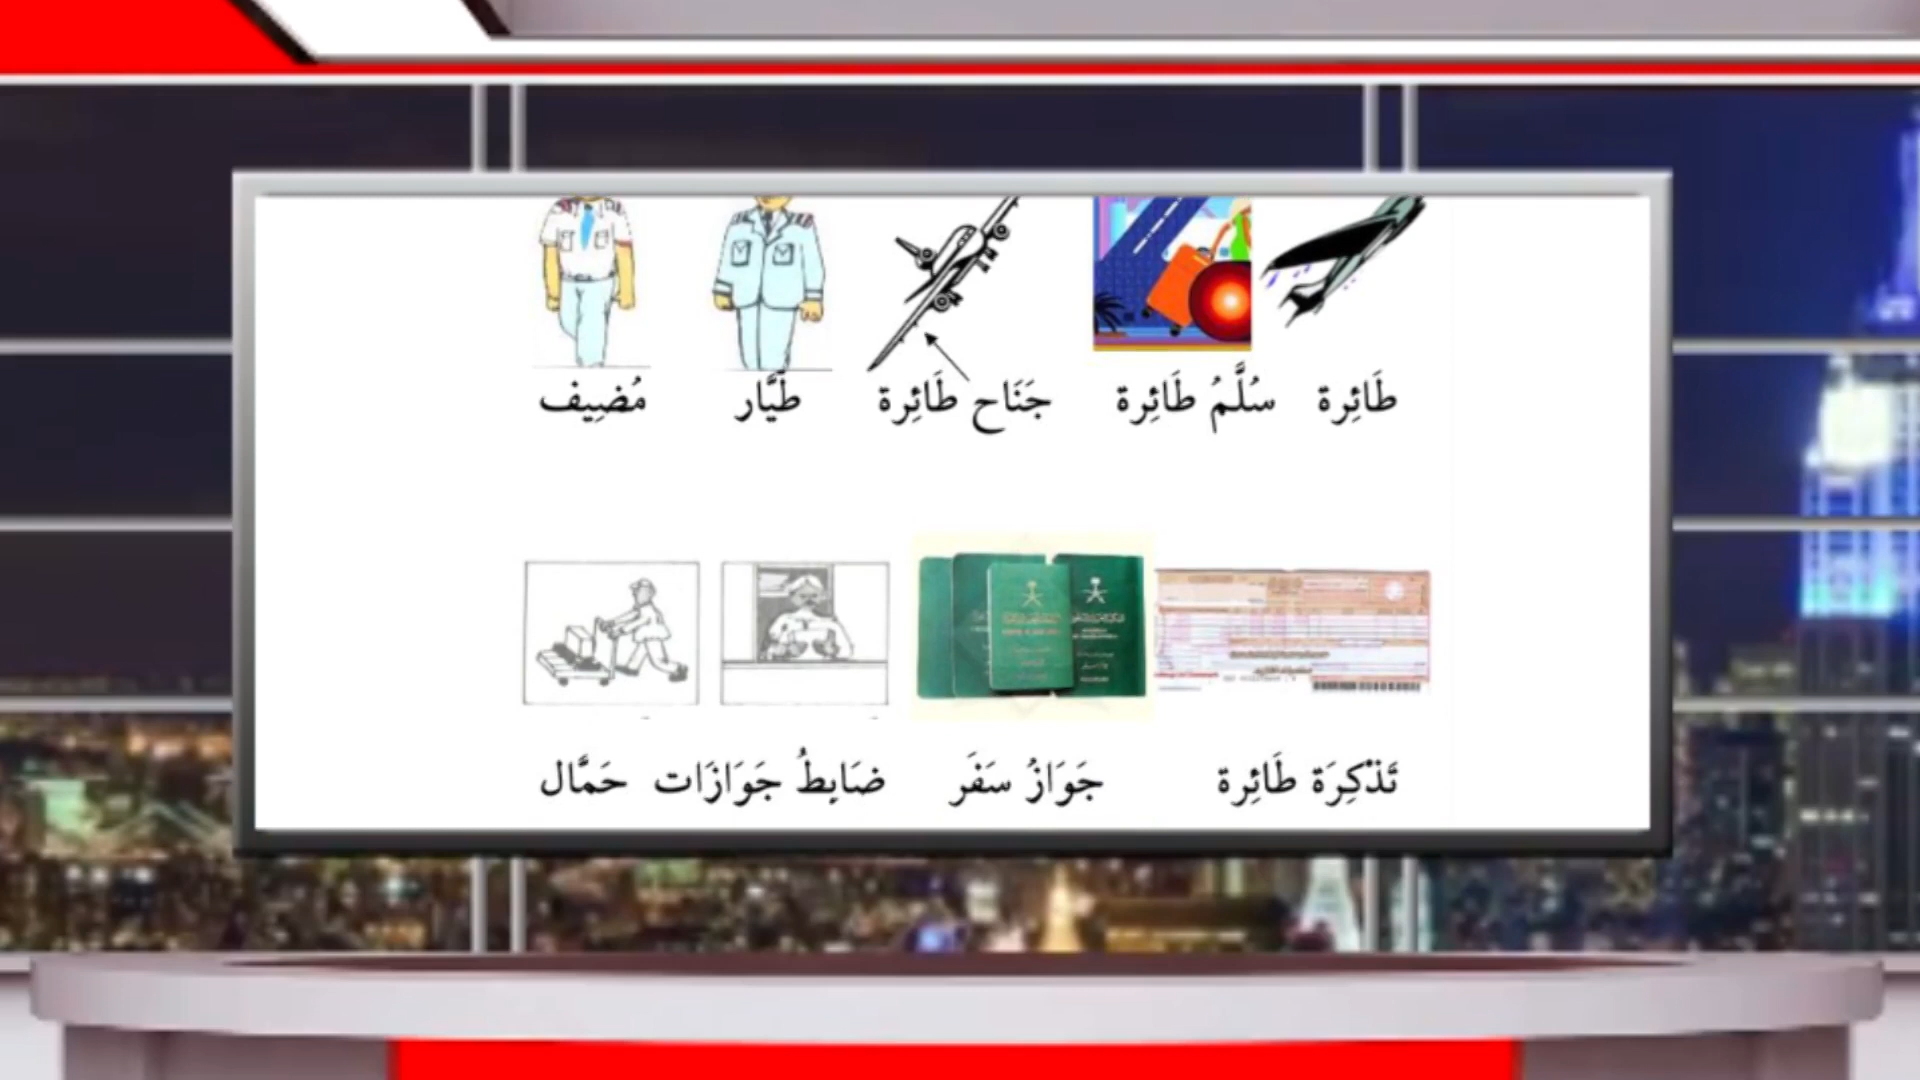 طَائِرة سُلَّمُ طَائِرة جَنَاح طَائِرة طَيَّار مُضِيف
تَذْكِرَة طَائِرة جَوَازُ سَفَر ضَابِطُ جَوَازَات حَمَّال